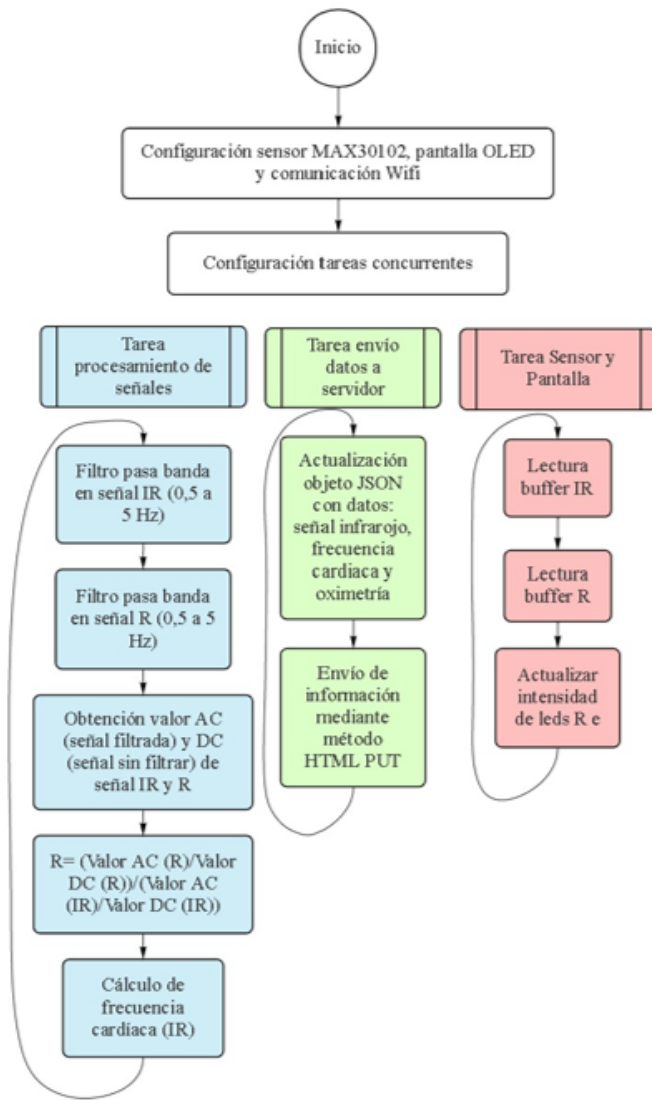 Inicio
Configuración sensor MAX30102, pantalla OLED
y comunicación Wifi
Configuración tareas concurrentes
Tarea
procesamiento de
señales
Filtro pasa banda
en señal IR (0,5 a
5 Hz)
Filtro pasa banda
en señal R (0,5 a 5
Hz)
Obtención valor AC
(señal filtrada) y DC
(señal sin filtrar) de
señal IR y R
R= (Valor AC (R)/Valor
DC (R))/(Valor AC
(IR)/Valor DC (IR))
Cálculo de
frecuencia
cardíaca (IR)
Tarea envío
datos a
servidor
Actualización
objeto JSON
con datos:
señal infrarojo,
frecuencia
cardiaca y
oximetría
Envío de
información
mediante
método
HTML PUT
Tarea Sensor y
Pantalla
Lectura
buffer IR
Lectura
buffer R
Actualizar
intensidad
de leds R e